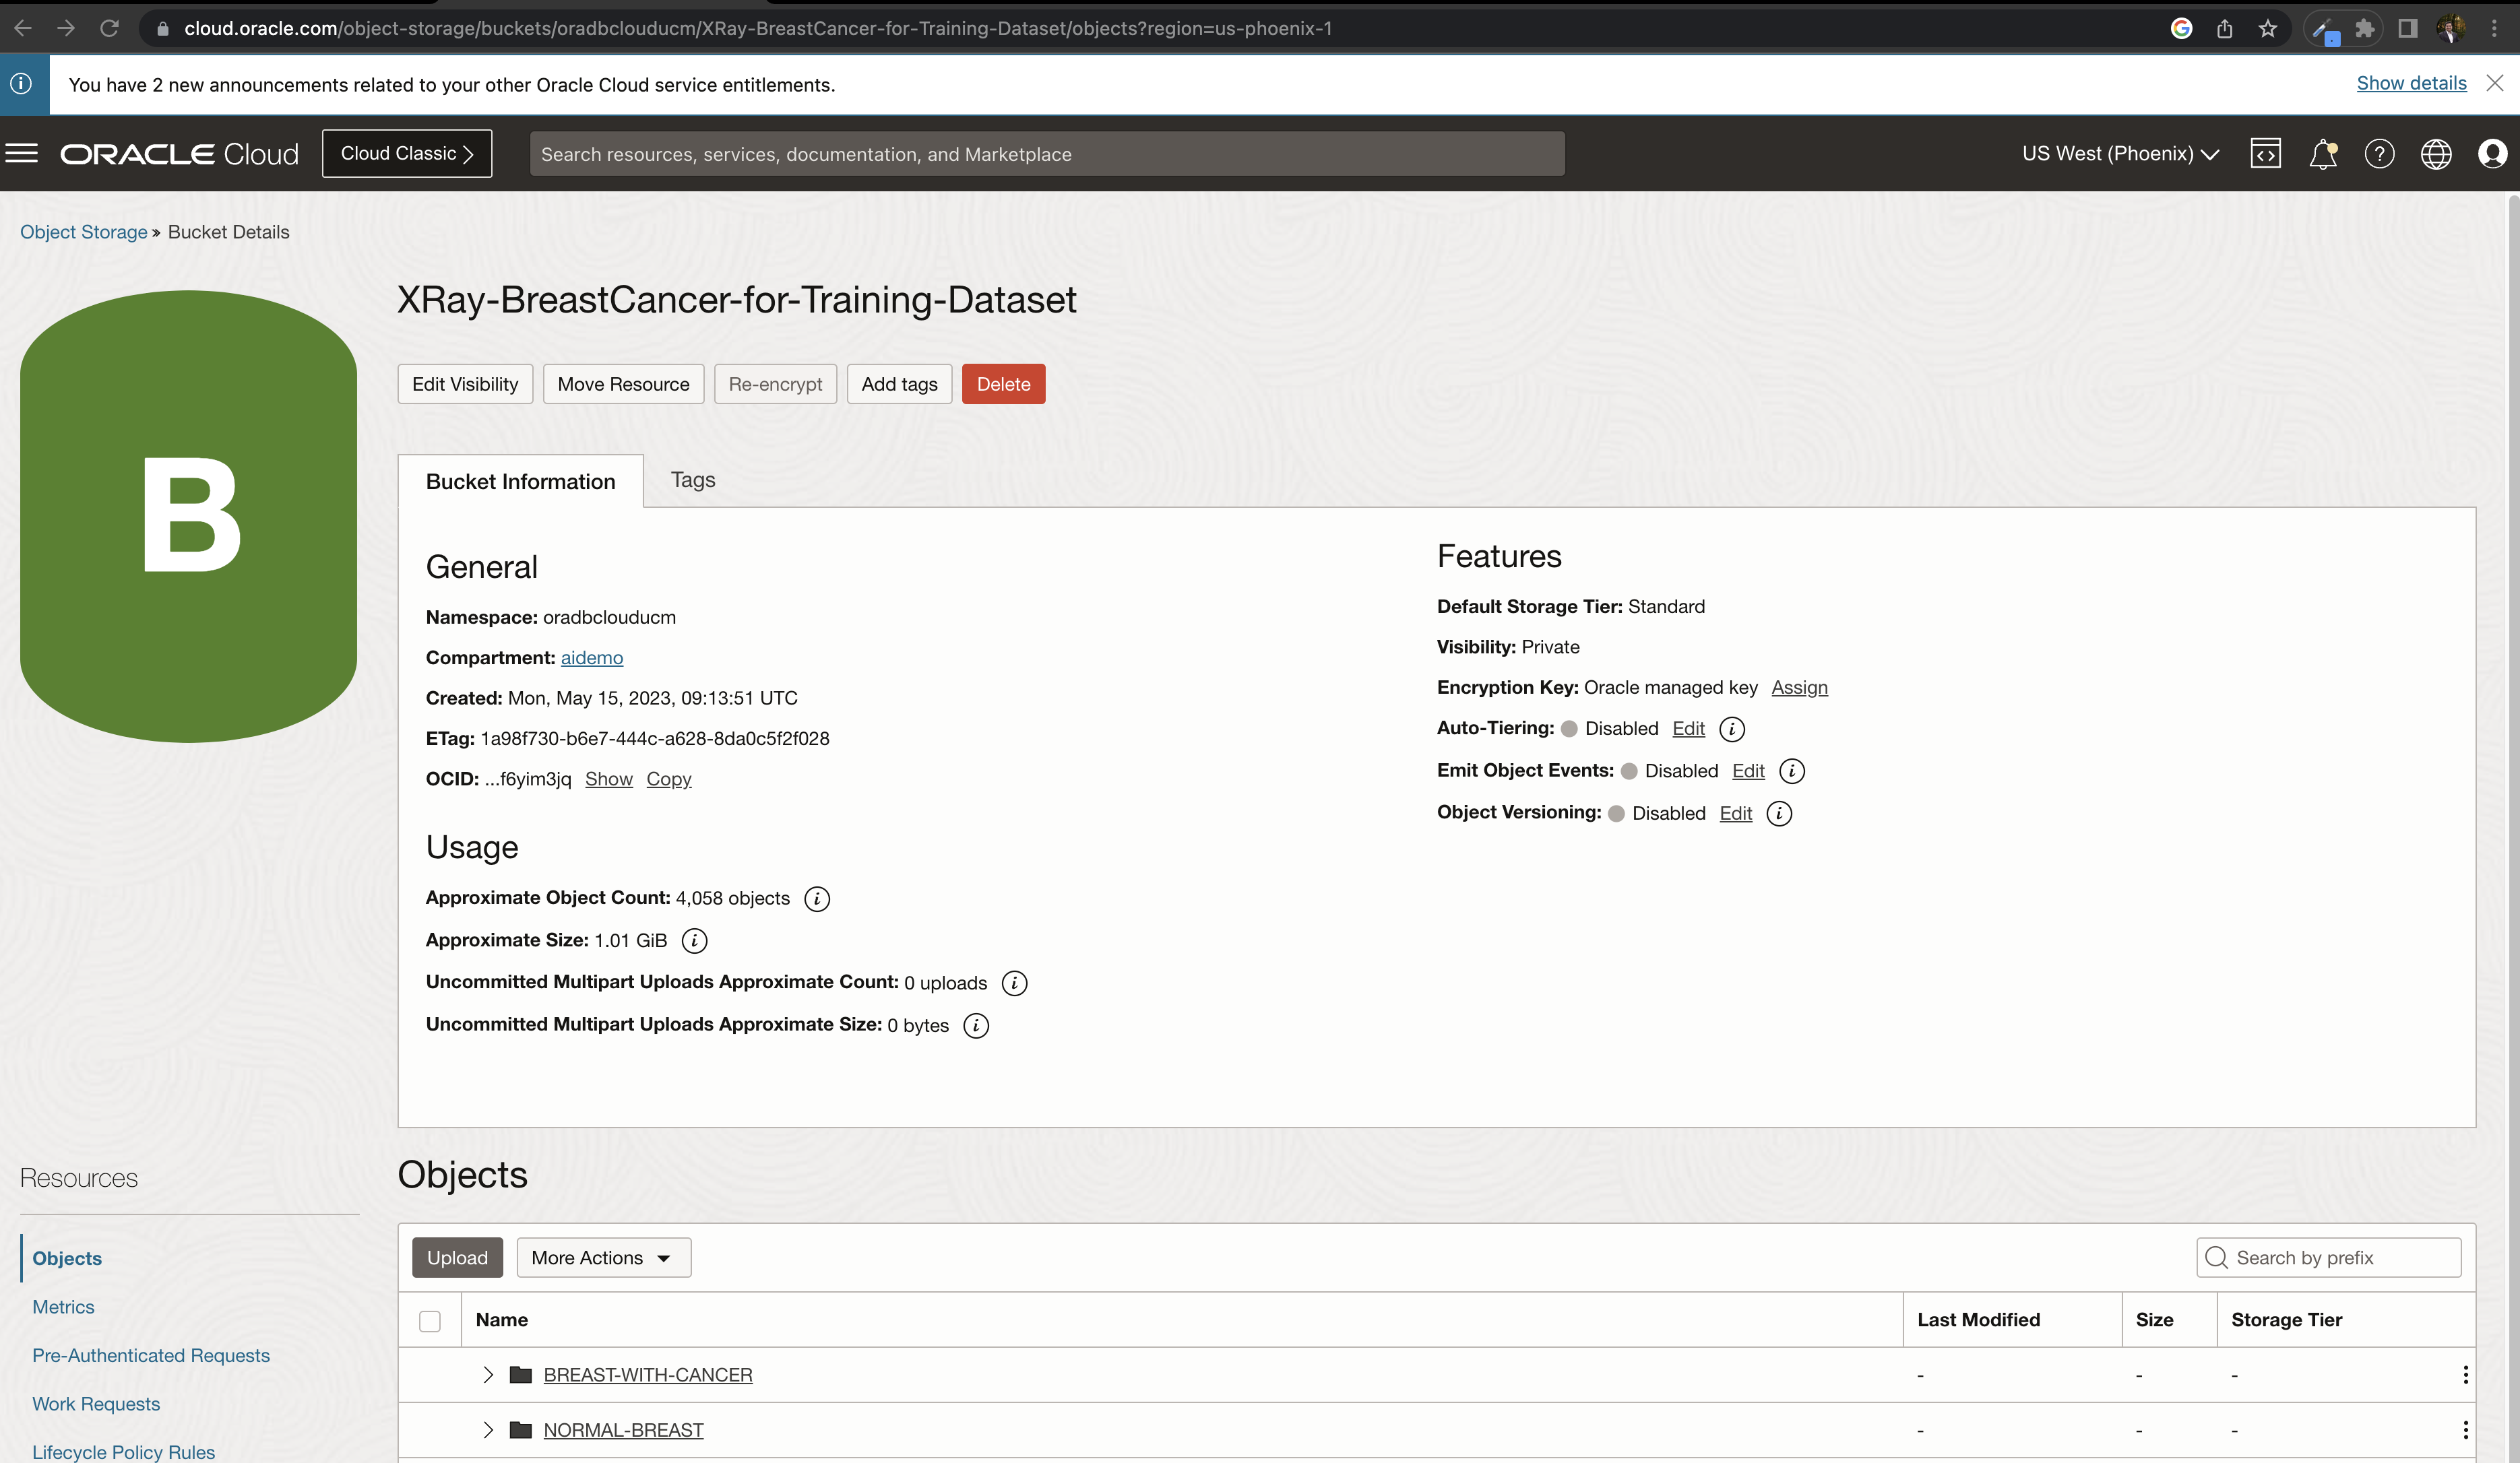 cloud.oracle.com/object-storage/buckets/oradbclouducm/XRay-BreastCancer-for-Training-Dataset/objects?region=us-phoenix-1
You have 2 new announcements related to your other Oracle Cloud service entitlements.
Show details
ORACLE Cloud
Cloud Classic
Search resources, services, documentation, and Marketplace
US West (Phoenix)
Object Storage » Bucket Details
B
XRay-BreastCancer-for-Training-Dataset
Edit Visibility
Move Resource
Re-encrypt
Add tags
Delete
Bucket Information
Tags
General
Namespace: oradbclouducm
Compartment: aidemo
Created: Mon, May 15, 2023, 09:13:51 UTC
ETag: 1a98f730-b6e7-444c-a628-8da0c5f2f028
OCID: ...f6yim3jq Show Copy
Usage
Approximate Object Count: 4,058 objects
Approximate Size: 1.01 GiB
Uncommitted Multipart Uploads Approximate Count: 0 uploads
Uncommitted Multipart Uploads Approximate Size: 0 bytes
Features
Default Storage Tier: Standard
Visibility: Private
Encryption Key: Oracle managed key Assign
Auto-Tiering: Disabled Edit
Emit Object Events: Disabled Edit
Object Versioning: Disabled Edit
Resources
Objects
Metrics
Pre-Authenticated Requests
Work Requests
Lifecycle Policy Rules
Objects
Upload
More Actions
Search by prefix
Name Last Modified Size Storage Tier
BREAST-WITH-CANCER - - -
NORMAL-BREAST - - -